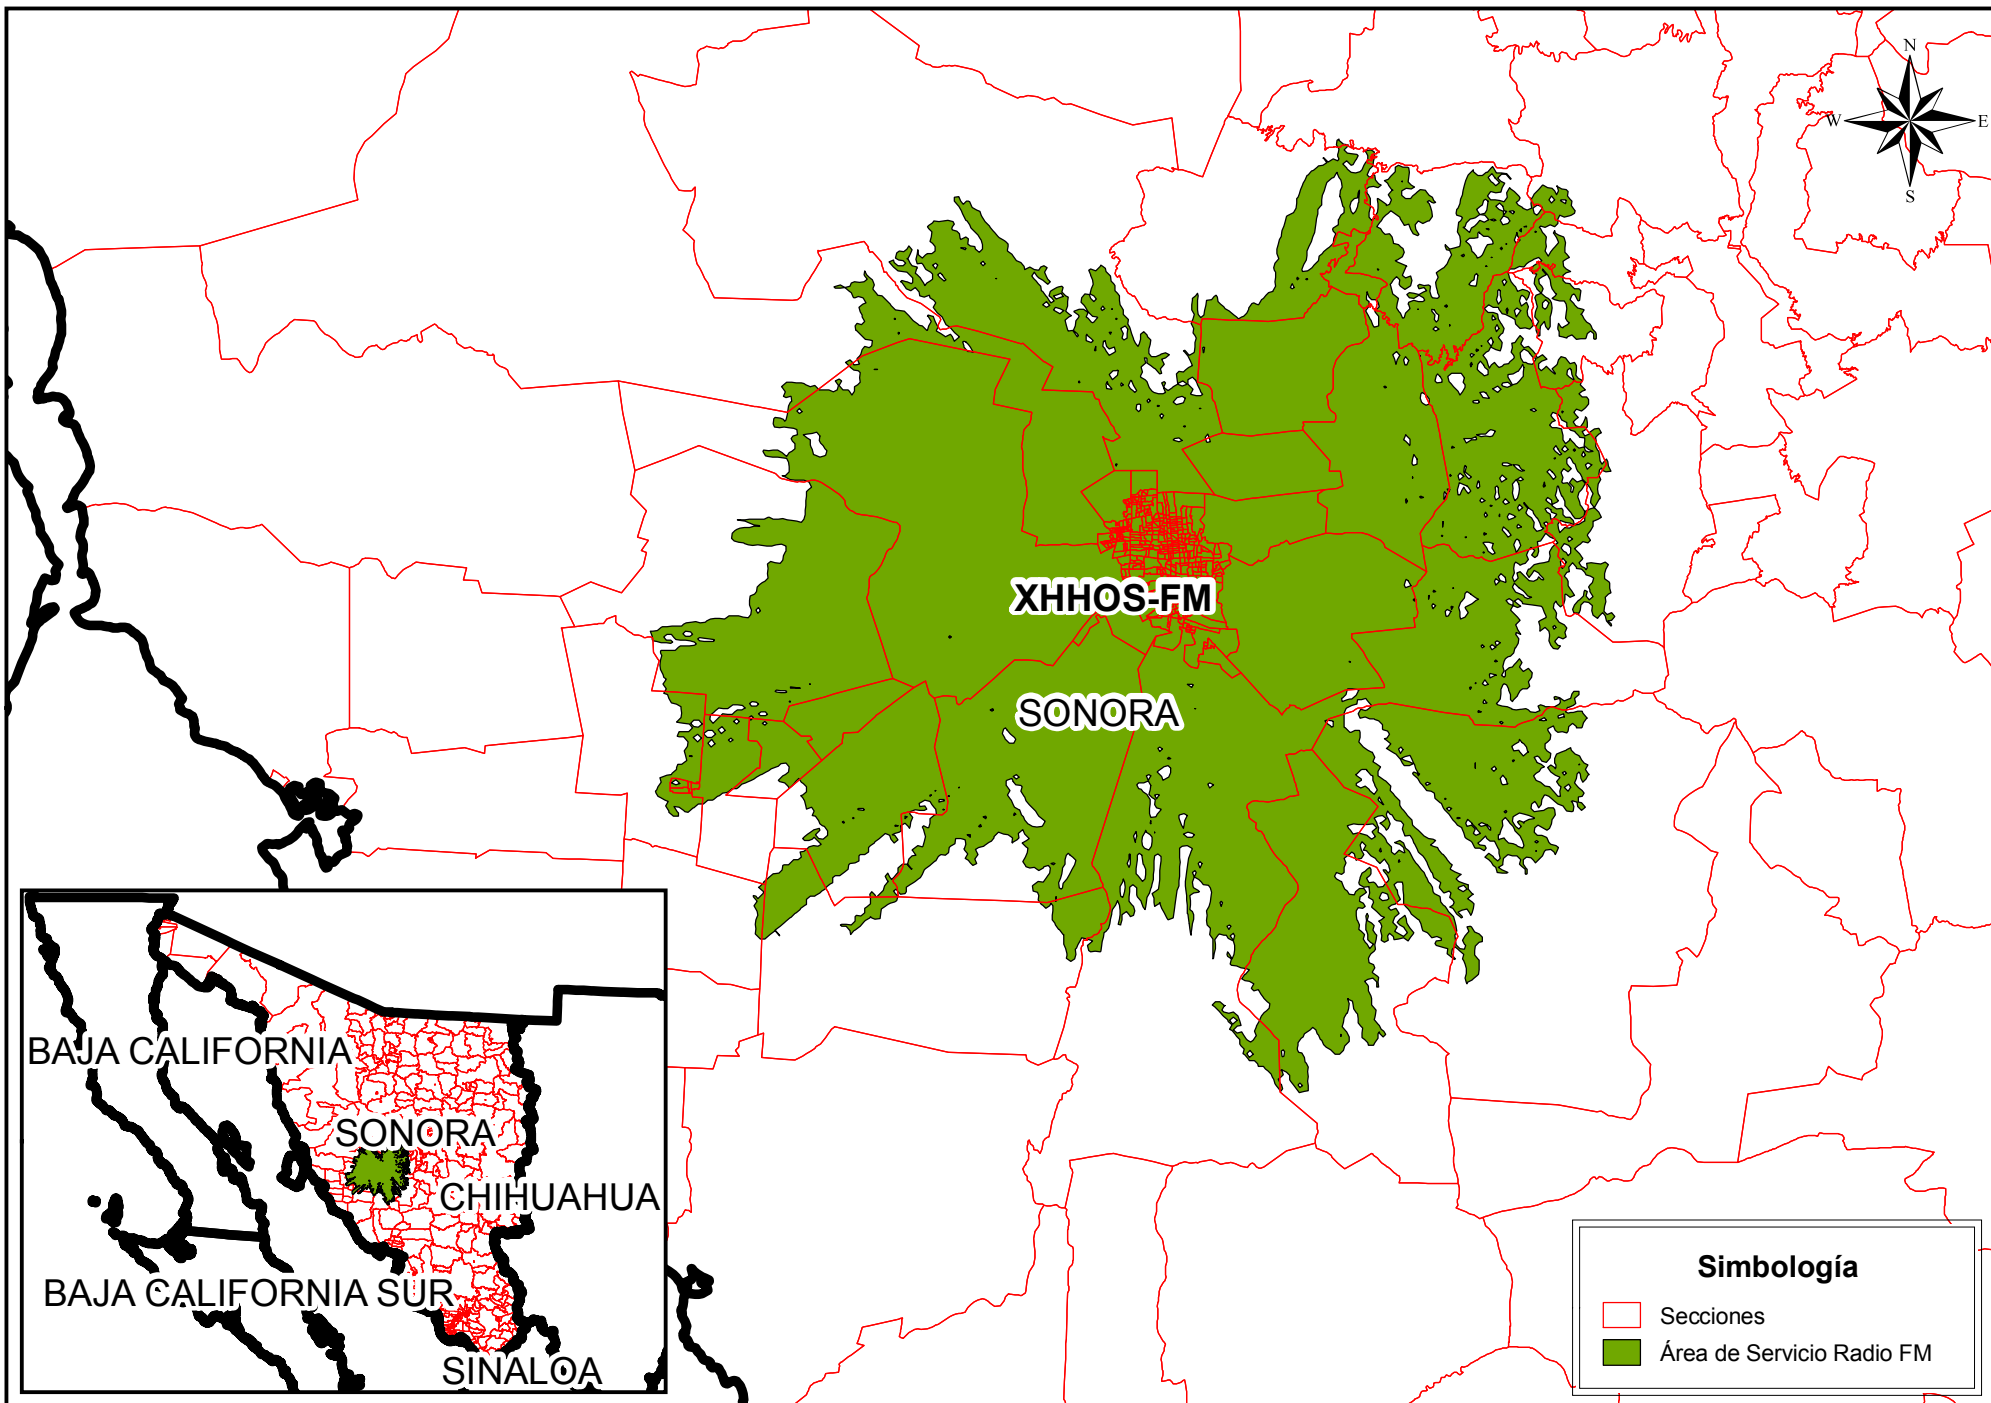 N
W
E
S
XHHOS-FM
SONORA
BAJA CALIFORNIA
SONORA
CHIHUAHUA
BAJA CALIFORNIA SUR
SINALOA
Simbología
Secciones
Área de Servicio Radio FM